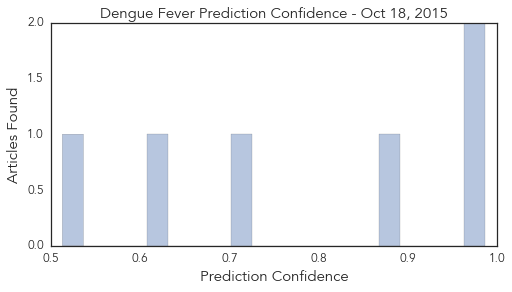 Dengue Fever Prediction Confidence - Oct 18, 2015
2.0
1.5
1.0
0.5
0.0
Articles Found
0.5 0.6 0.7 0.8 0.9 1.0
Prediction Confidence